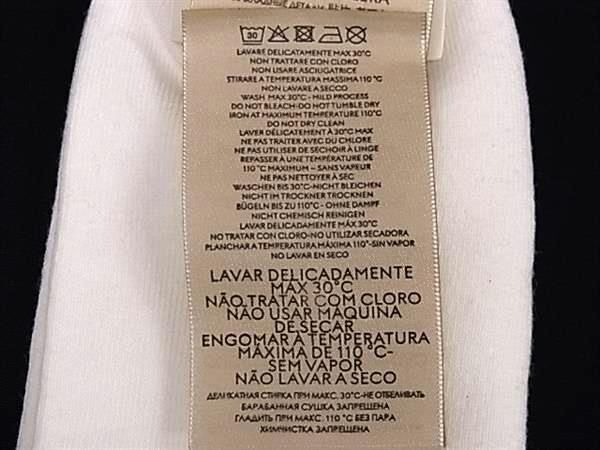 30
LAVARE DELICATAMENTE MAX 30°C
NON TRATTARE CON CLORO
NON USARE ASCIUGATRICE
STIRARE A TEMPERATURA MASSIMA 110 °C
NON LAVARE A SECCO
WASH MAX 30°C - MILD PROCESS
DO NOT BLEACH-DO NOT TUMBLE DRY
IRON AT MAXIMUM TEMPERATURE 110°C
DO NOT DRY CLEAN
LAVER DÉLICATEMENT À 30°C MAX
NE PAS TRAITER AVEC DU CHLORE
NE PAS UTILISER DE SECHOIR À LINGE
REPASSER À UNE TEMPÉRATURE DE
110 °C MAXIMUM – SANS VAPEUR
NE PAS NETTOYER À SEC
WASCHEN BIS 30°C-NICHT BLEICHEN
NICHT IM TROCKNER TROCKNEN
BÜGELN BIS ZU 110°C - OHNE DAMPF
NICHT CHEMISCH REINIGEN
LAVAR DELICADAMENTE MÁX 30°C
NO TRATAR CON CLORO-NO UTILIZAR SECADORA
PLANCHAR A TEMPERATURA MÁXIMA 110°-SIN VAPOR
NO LAVAR EN SECO
LAVAR DELICADAMENTE
MÁX 30°C
NÃO TRATAR COM CLORO
NÃO USAR MÁQUINA
DE SECAR
ENGOMAR À TEMPERATURA
MÁXIMA DE 110 °C-
SEM VAPOR
NÃO LAVAR A SECO
ДЕЛИКАТНАЯ СТИРКА ПРИ МАКС. 30°C-НЕ ОТБЕЛИВАТЬ
БАРАБАННАЯ СУШКА ЗАПРЕЩЕНА
ГЛАДИТЬ ПРИ МАКС. 110 °C БЕЗ ПАРА
ХИМЧИСТКА ЗАПРЕЩЕНА